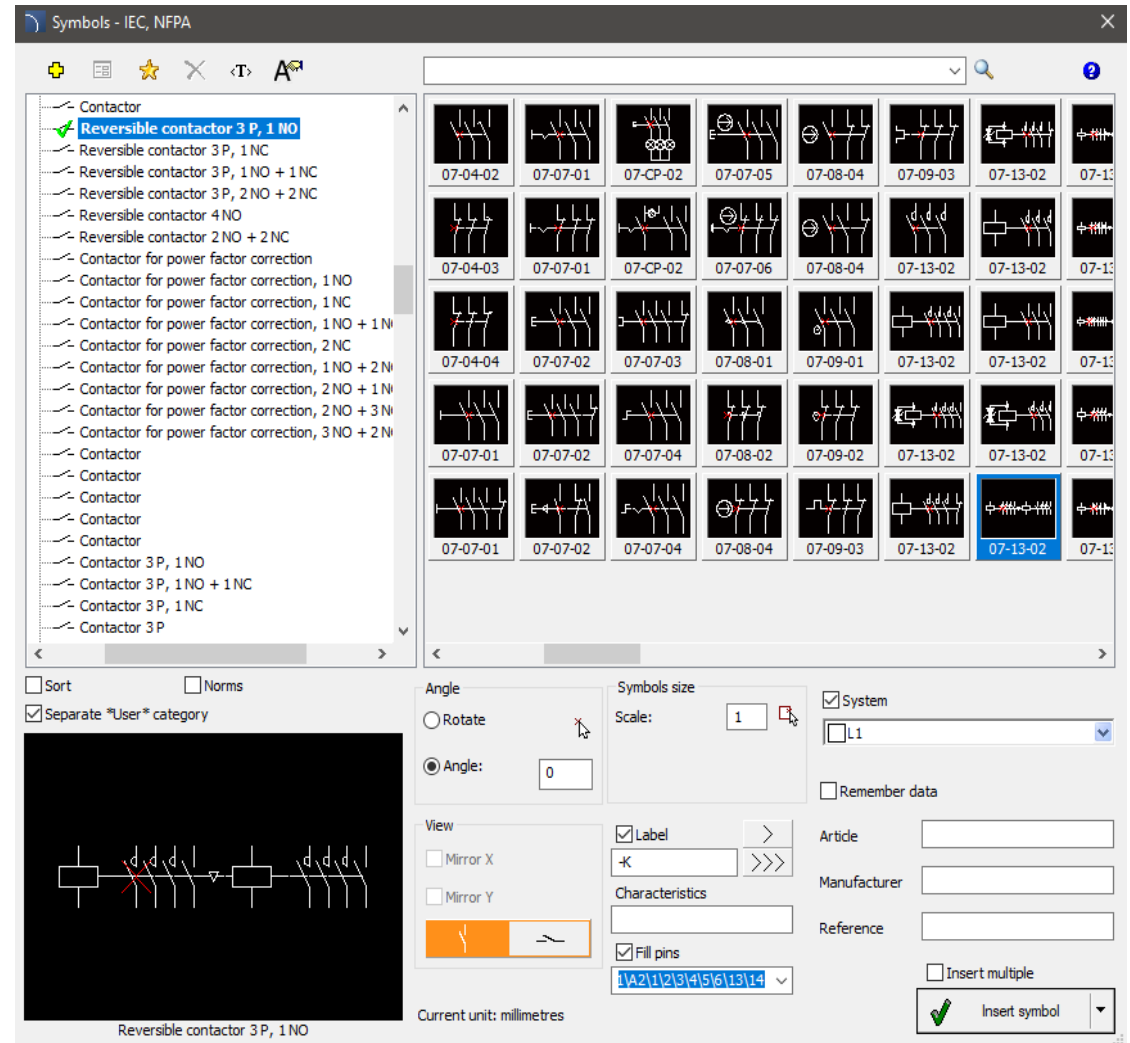 Symbols - IEC, NFPA
‹T›
A
Contactor
Reversible contactor 3 P, 1 NO
Reversible contactor 3 P, 1 NC
Reversible contactor 3 P, 1 NO + 1 NC
Reversible contactor 3 P, 2 NO + 2 NC
Reversible contactor 4 NO
Reversible contactor 2 NO + 2 NC
Contactor for power factor correction
Contactor for power factor correction, 1 NO
Contactor for power factor correction, 1 NC
Contactor for power factor correction, 1 NO + 1 N
Contactor for power factor correction, 2 NC
Contactor for power factor correction, 1 NO + 2 N
Contactor for power factor correction, 2 NO + 1 N
Contactor for power factor correction, 2 NO + 3 N
Contactor for power factor correction, 3 NO + 2 N
Contactor
Contactor
Contactor
Contactor
Contactor
Contactor 3 P, 1 NO
Contactor 3 P, 1 NO + 1 NC
Contactor 3 P, 1 NC
Contactor 3 P
07-04-02 07-07-01 07-CP-02 07-07-05 07-08-04 07-09-03 07-13-02 07-1
07-04-03 07-07-01 07-CP-02 07-07-06 07-08-04 07-13-02 07-13-02 07-1
07-04-04 07-07-02 07-07-03 07-08-01 07-09-01 07-13-02 07-13-02 07-1
07-07-01 07-07-02 07-07-04 07-08-02 07-09-02 07-13-02 07-13-02 07-1
07-07-01 07-07-02 07-07-04 07-08-04 07-09-03 07-13-02 07-13-02 07-1
Sort Norms
Separate *User* category
Reversible contactor 3 P, 1 NO
Angle
Rotate
Angle: 0
View
Mirror X
Mirror Y
Current unit: millimetres
Symbols size
Scale: 1
Label >
-K >>>
Characteristics
Fill pins
1\A2\1\2\3\4\5\6\13\14
System
L1
Remember data
Article
Manufacturer
Reference
Insert multiple
Insert symbol